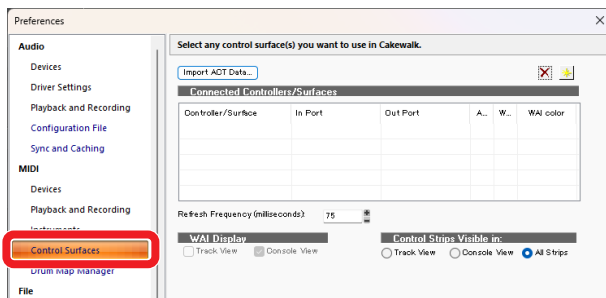 Preferences
Audio
Devices
Driver Settings
Playback and Recording
Configuration File
Sync and Caching
MIDI
Devices
Playback and Recording
Instruments
Control Surfaces
Drum Map Manager
File
Select any control surface(s) you want to use in Cakewalk.
Import ACT Data...
Connected Controllers/Surfaces
Controller/Surface In Port Out Port A... W... WAI color
Refresh Frequency (milliseconds): 75
WAI Display
Track View Console View
Control Strips Visible in:
Track View Console View All Strips